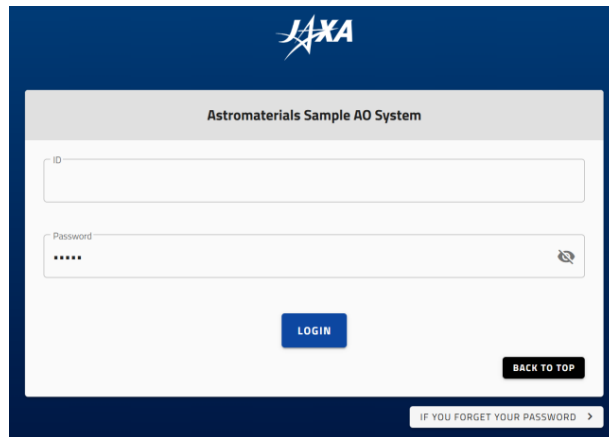 JAXA
Astromaterials Sample AO System
ID
Password
•••••
LOGIN
BACK TO TOP
IF YOU FORGET YOUR PASSWORD >